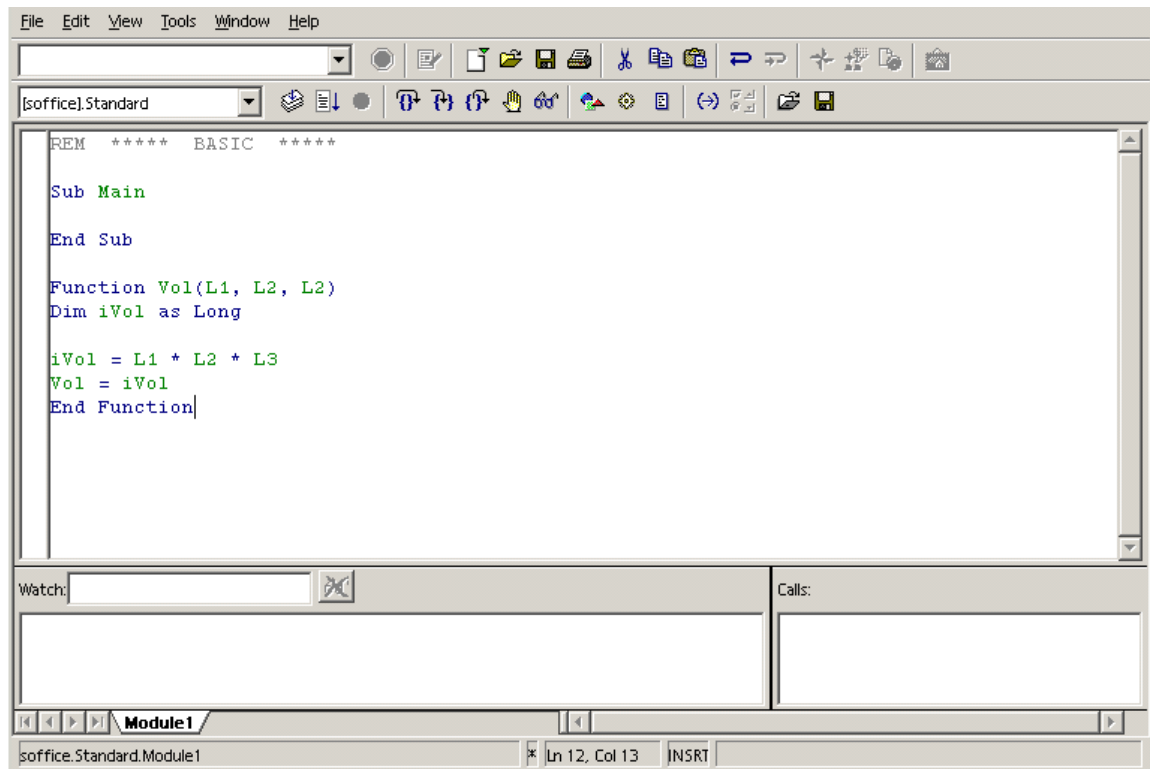 File Edit View Tools Window Help
[soffice].Standard
REM ***** BASIC *****
Sub Main
End Sub
Function Vol(L1, L2, L2)
Dim iVol as Long
iVol = L1 * L2 * L3
Vol = iVol
End Function
Watch:
Calls:
Module1
soffice.Standard.Module1 * Ln 12, Col 13 INSRT